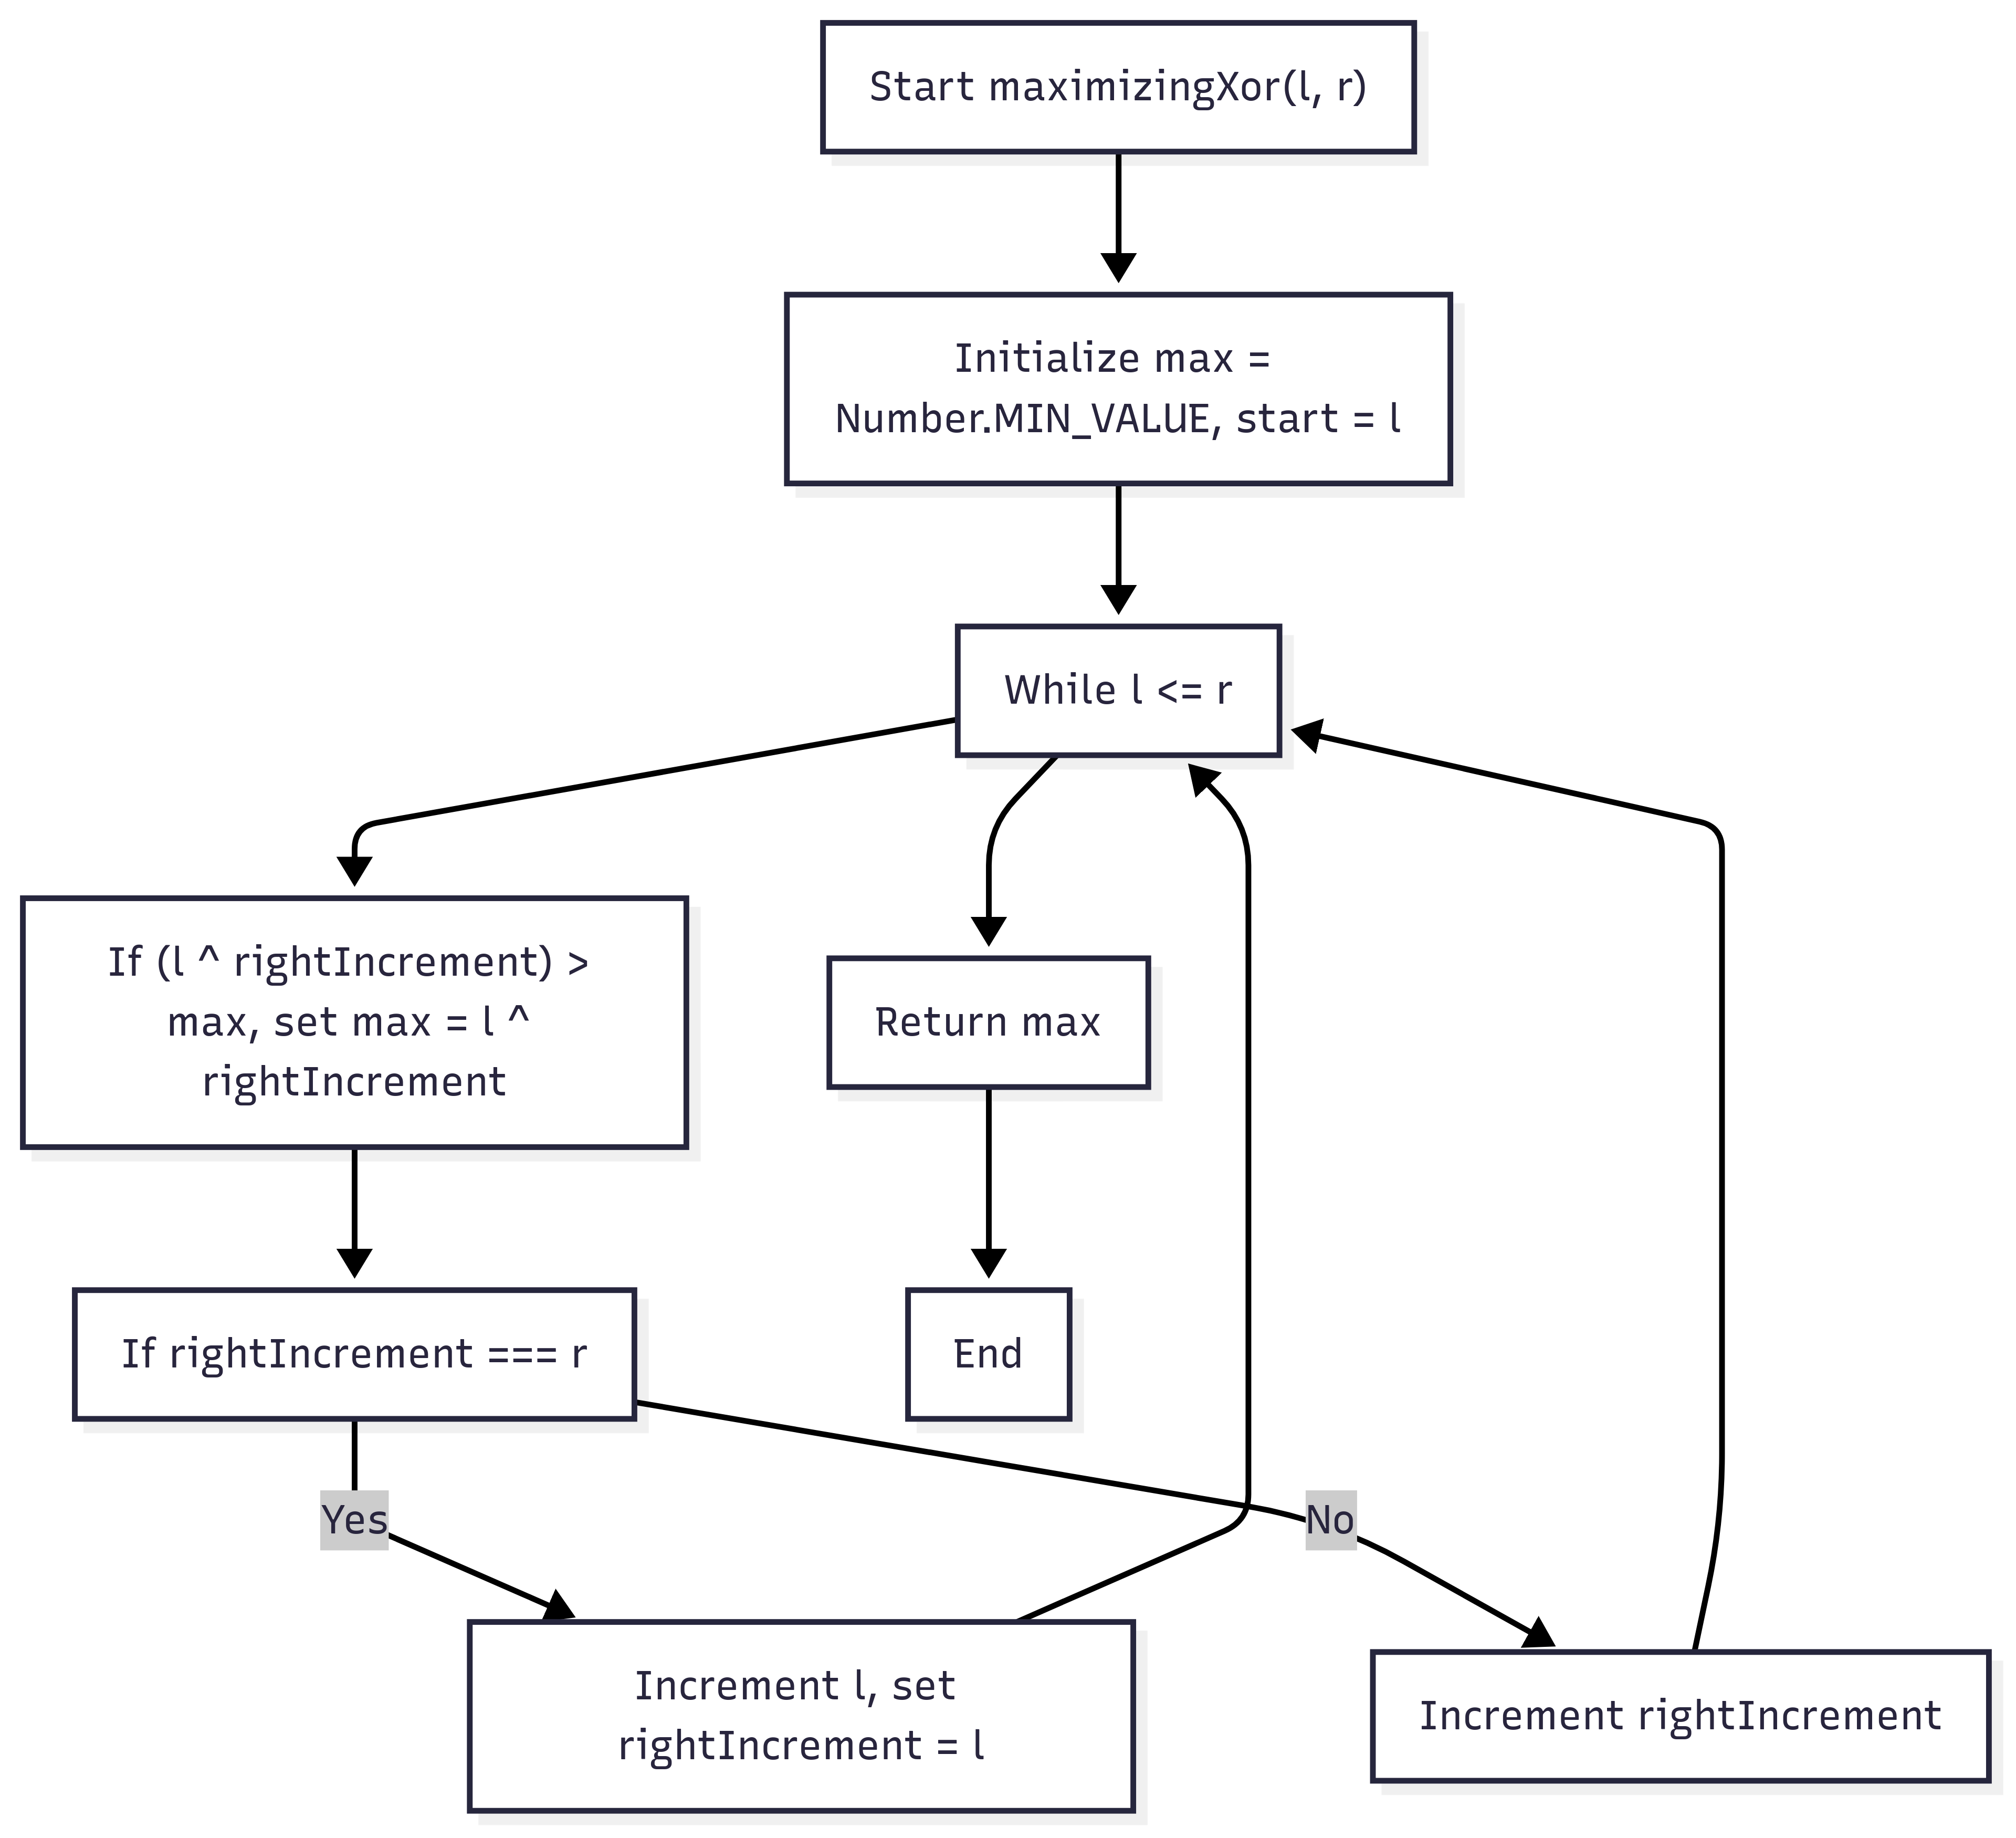 Start maximizingXor(l, r)
Initialize max =
Number.MIN_VALUE, start = l
While l <= r
If (l ^ rightIncrement) >
max, set max = l ^
rightIncrement
Return max
If rightIncrement === r
End
Yes
No
Increment l, set
rightIncrement = l
Increment rightIncrement